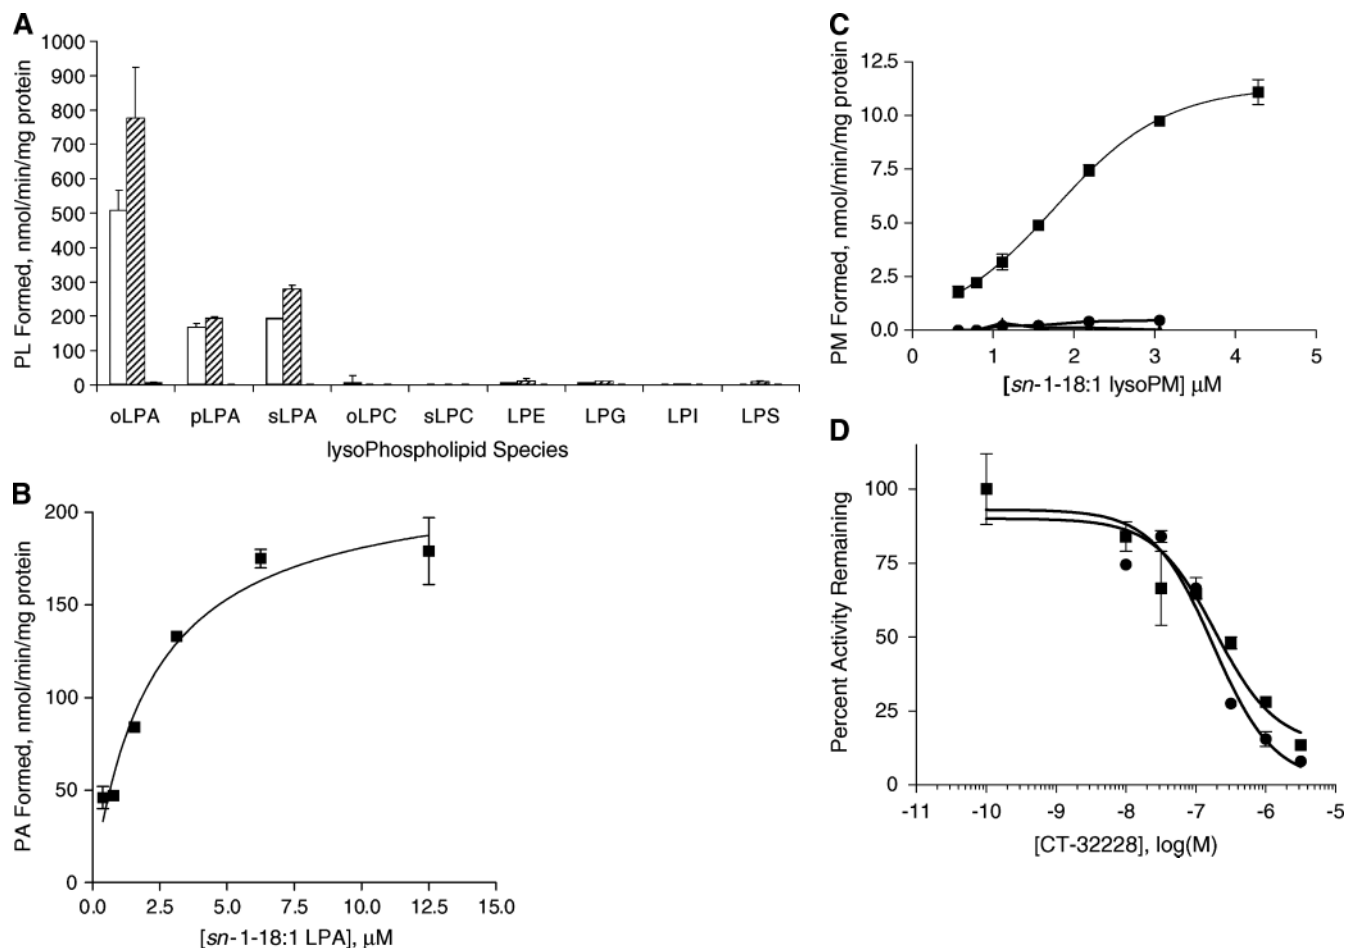 A
PL Formed, nmol/min/mg protein
1000
900
800
700
600
500
400
300
200
100
0
oLPA pLPA sLPA oLPC sLPC LPE LPG LPI LPS
lysoPhospholipid Species
B
PA Formed, nmol/min/mg protein
200
150
100
50
0
0.0 2.5 5.0 7.5 10.0 12.5 15.0
[sn-1-18:1 LPA], μM
C
PM Formed, nmol/min/mg protein
12.5
10.0
7.5
5.0
2.5
0.0
0 1 2 3 4 5
[sn-1-18:1 lysoPM] μM
D
Percent Activity Remaining
100
75
50
25
0
-11 -10 -9 -8 -7 -6 -5
[CT-32228], log(M)